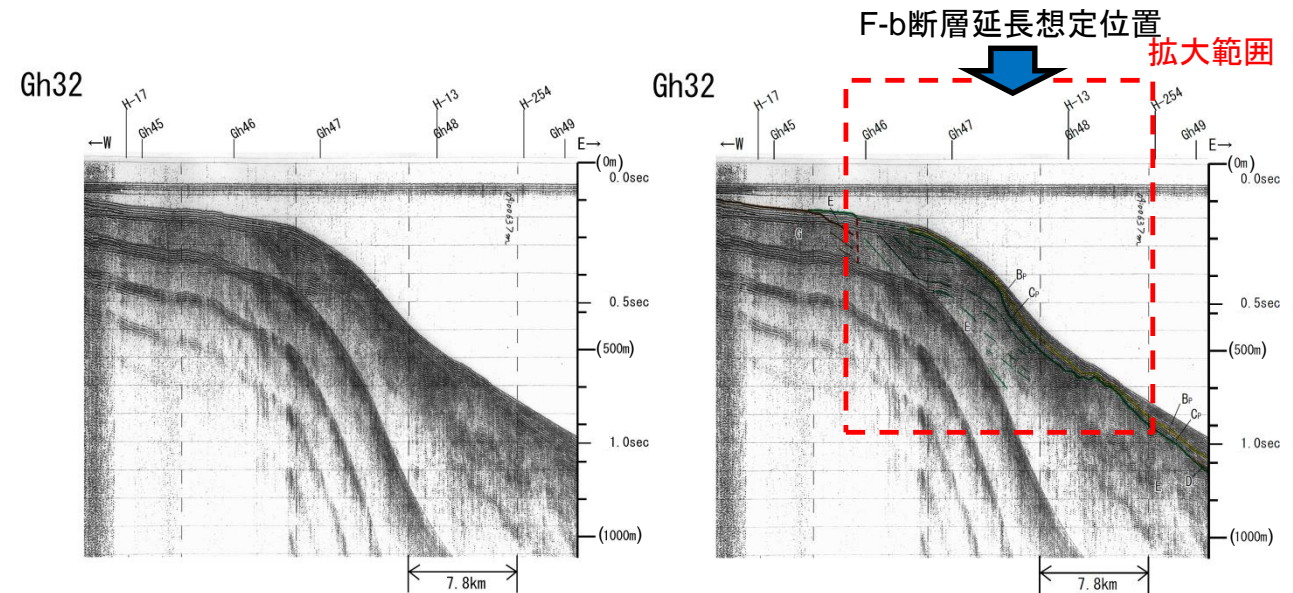 F-b断層延長想定位置
拡大範囲
Gh32
H-17
Gh45
Gh46
Gh47
H-13
Gh48
H-254
Gh49
←W
E→
(0m)
0.0sec
0.5sec
(500m)
1.0sec
(1000m)
7.8km
Gh32
H-17
Gh45
Gh46
Gh47
H-13
Gh48
H-254
Gh49
←W
E→
(0m)
0.0sec
E
G
BP
CP
0.5sec
E
(500m)
BP
CP
1.0sec
E
D
(1000m)
7.8km